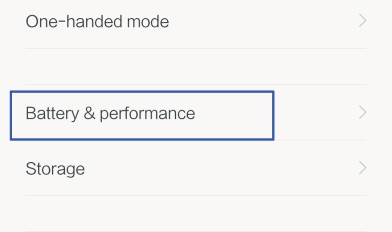 One-handed mode
Battery & performance
Storage